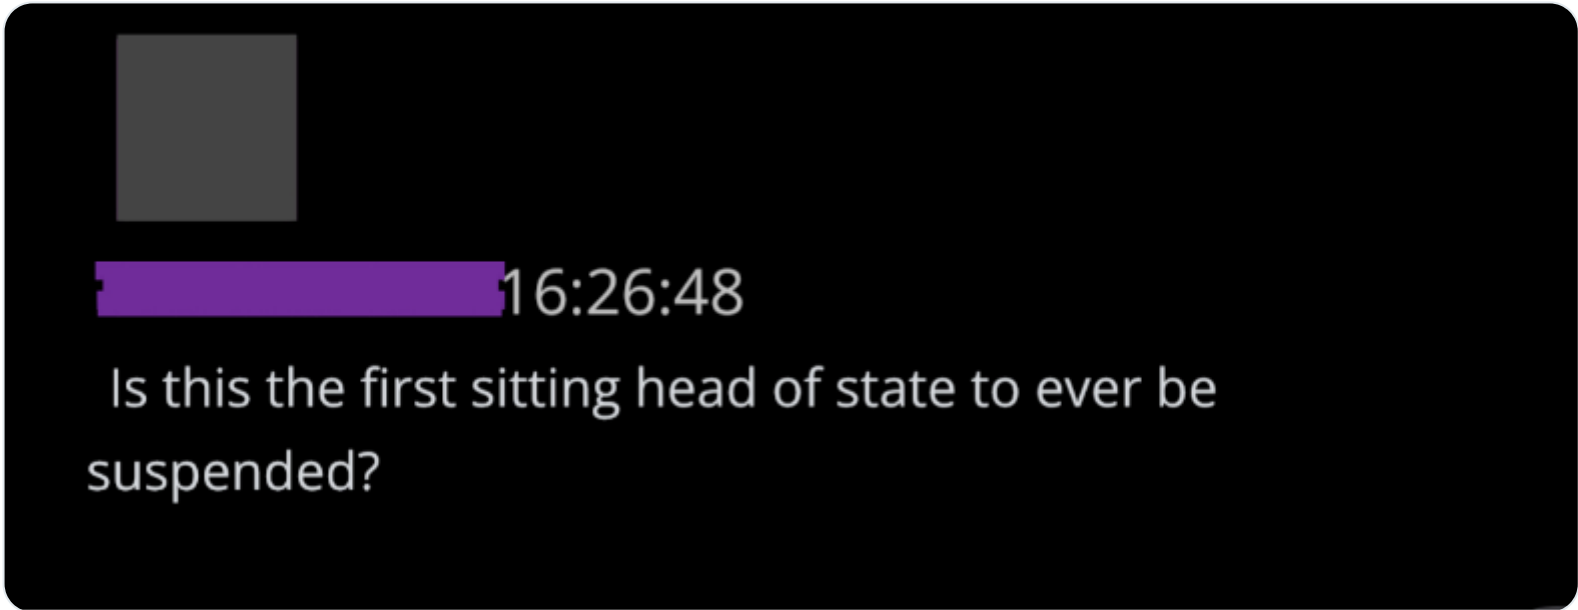 16:26:48
Is this the first sitting head of state to ever be
suspended?